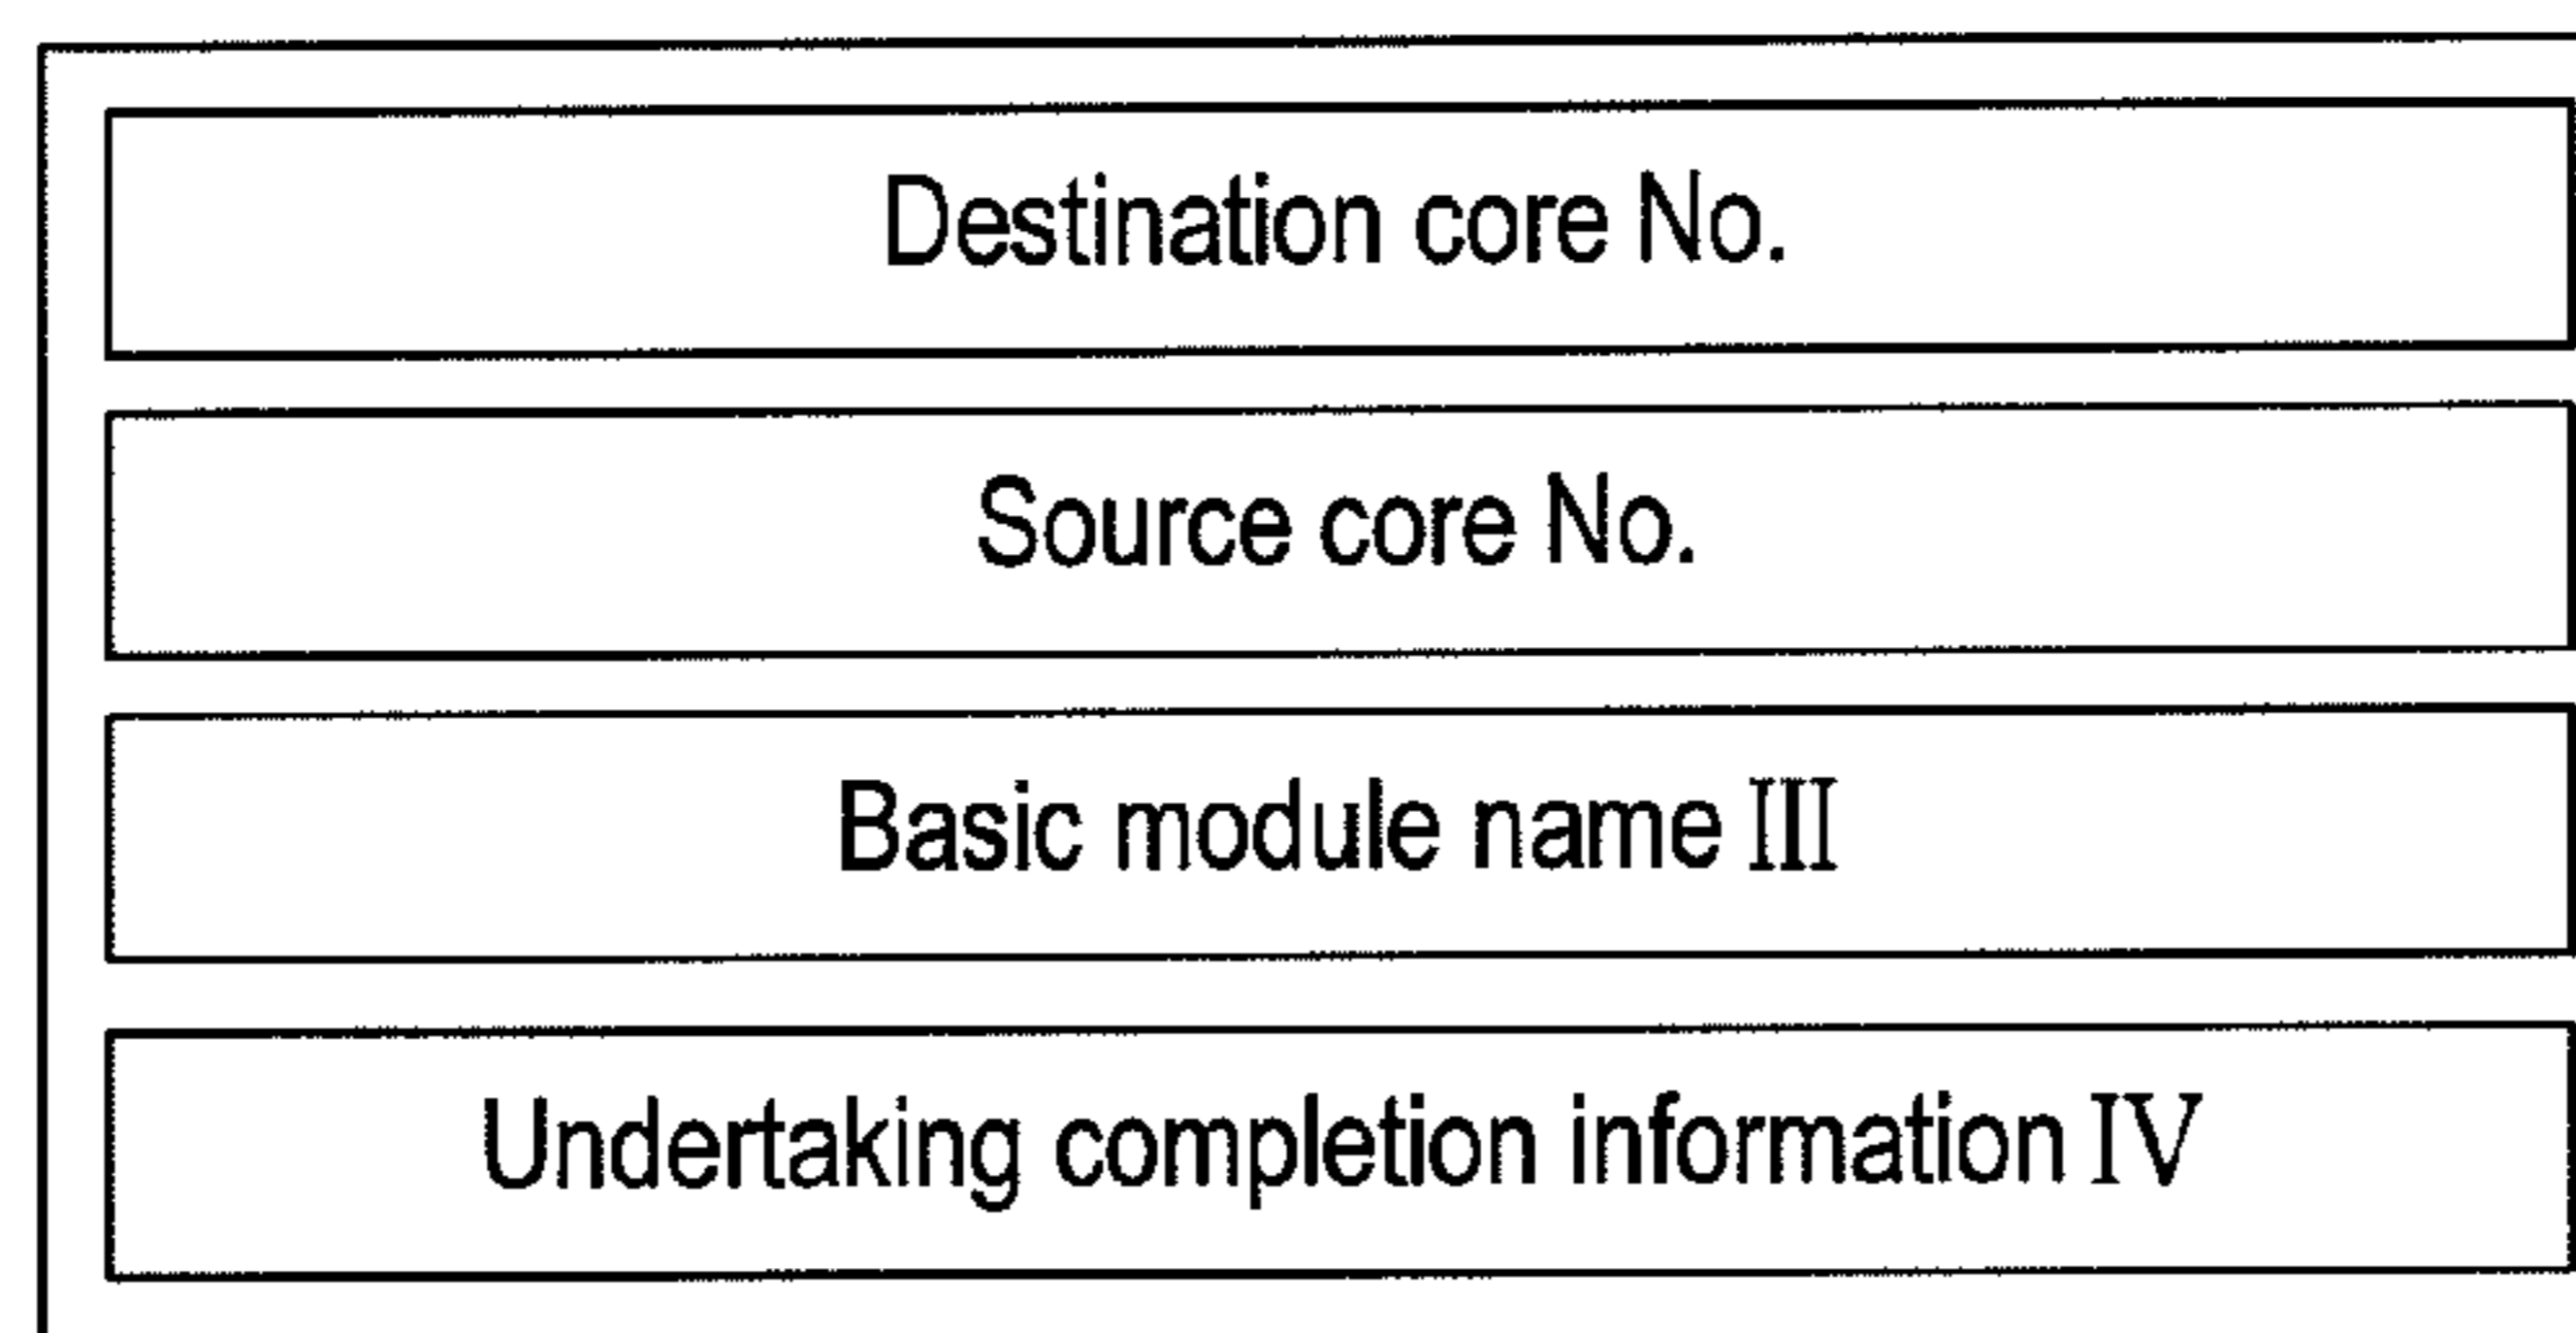 Destination core No.
Source core No.
Basic module name III
Undertaking completion information IV